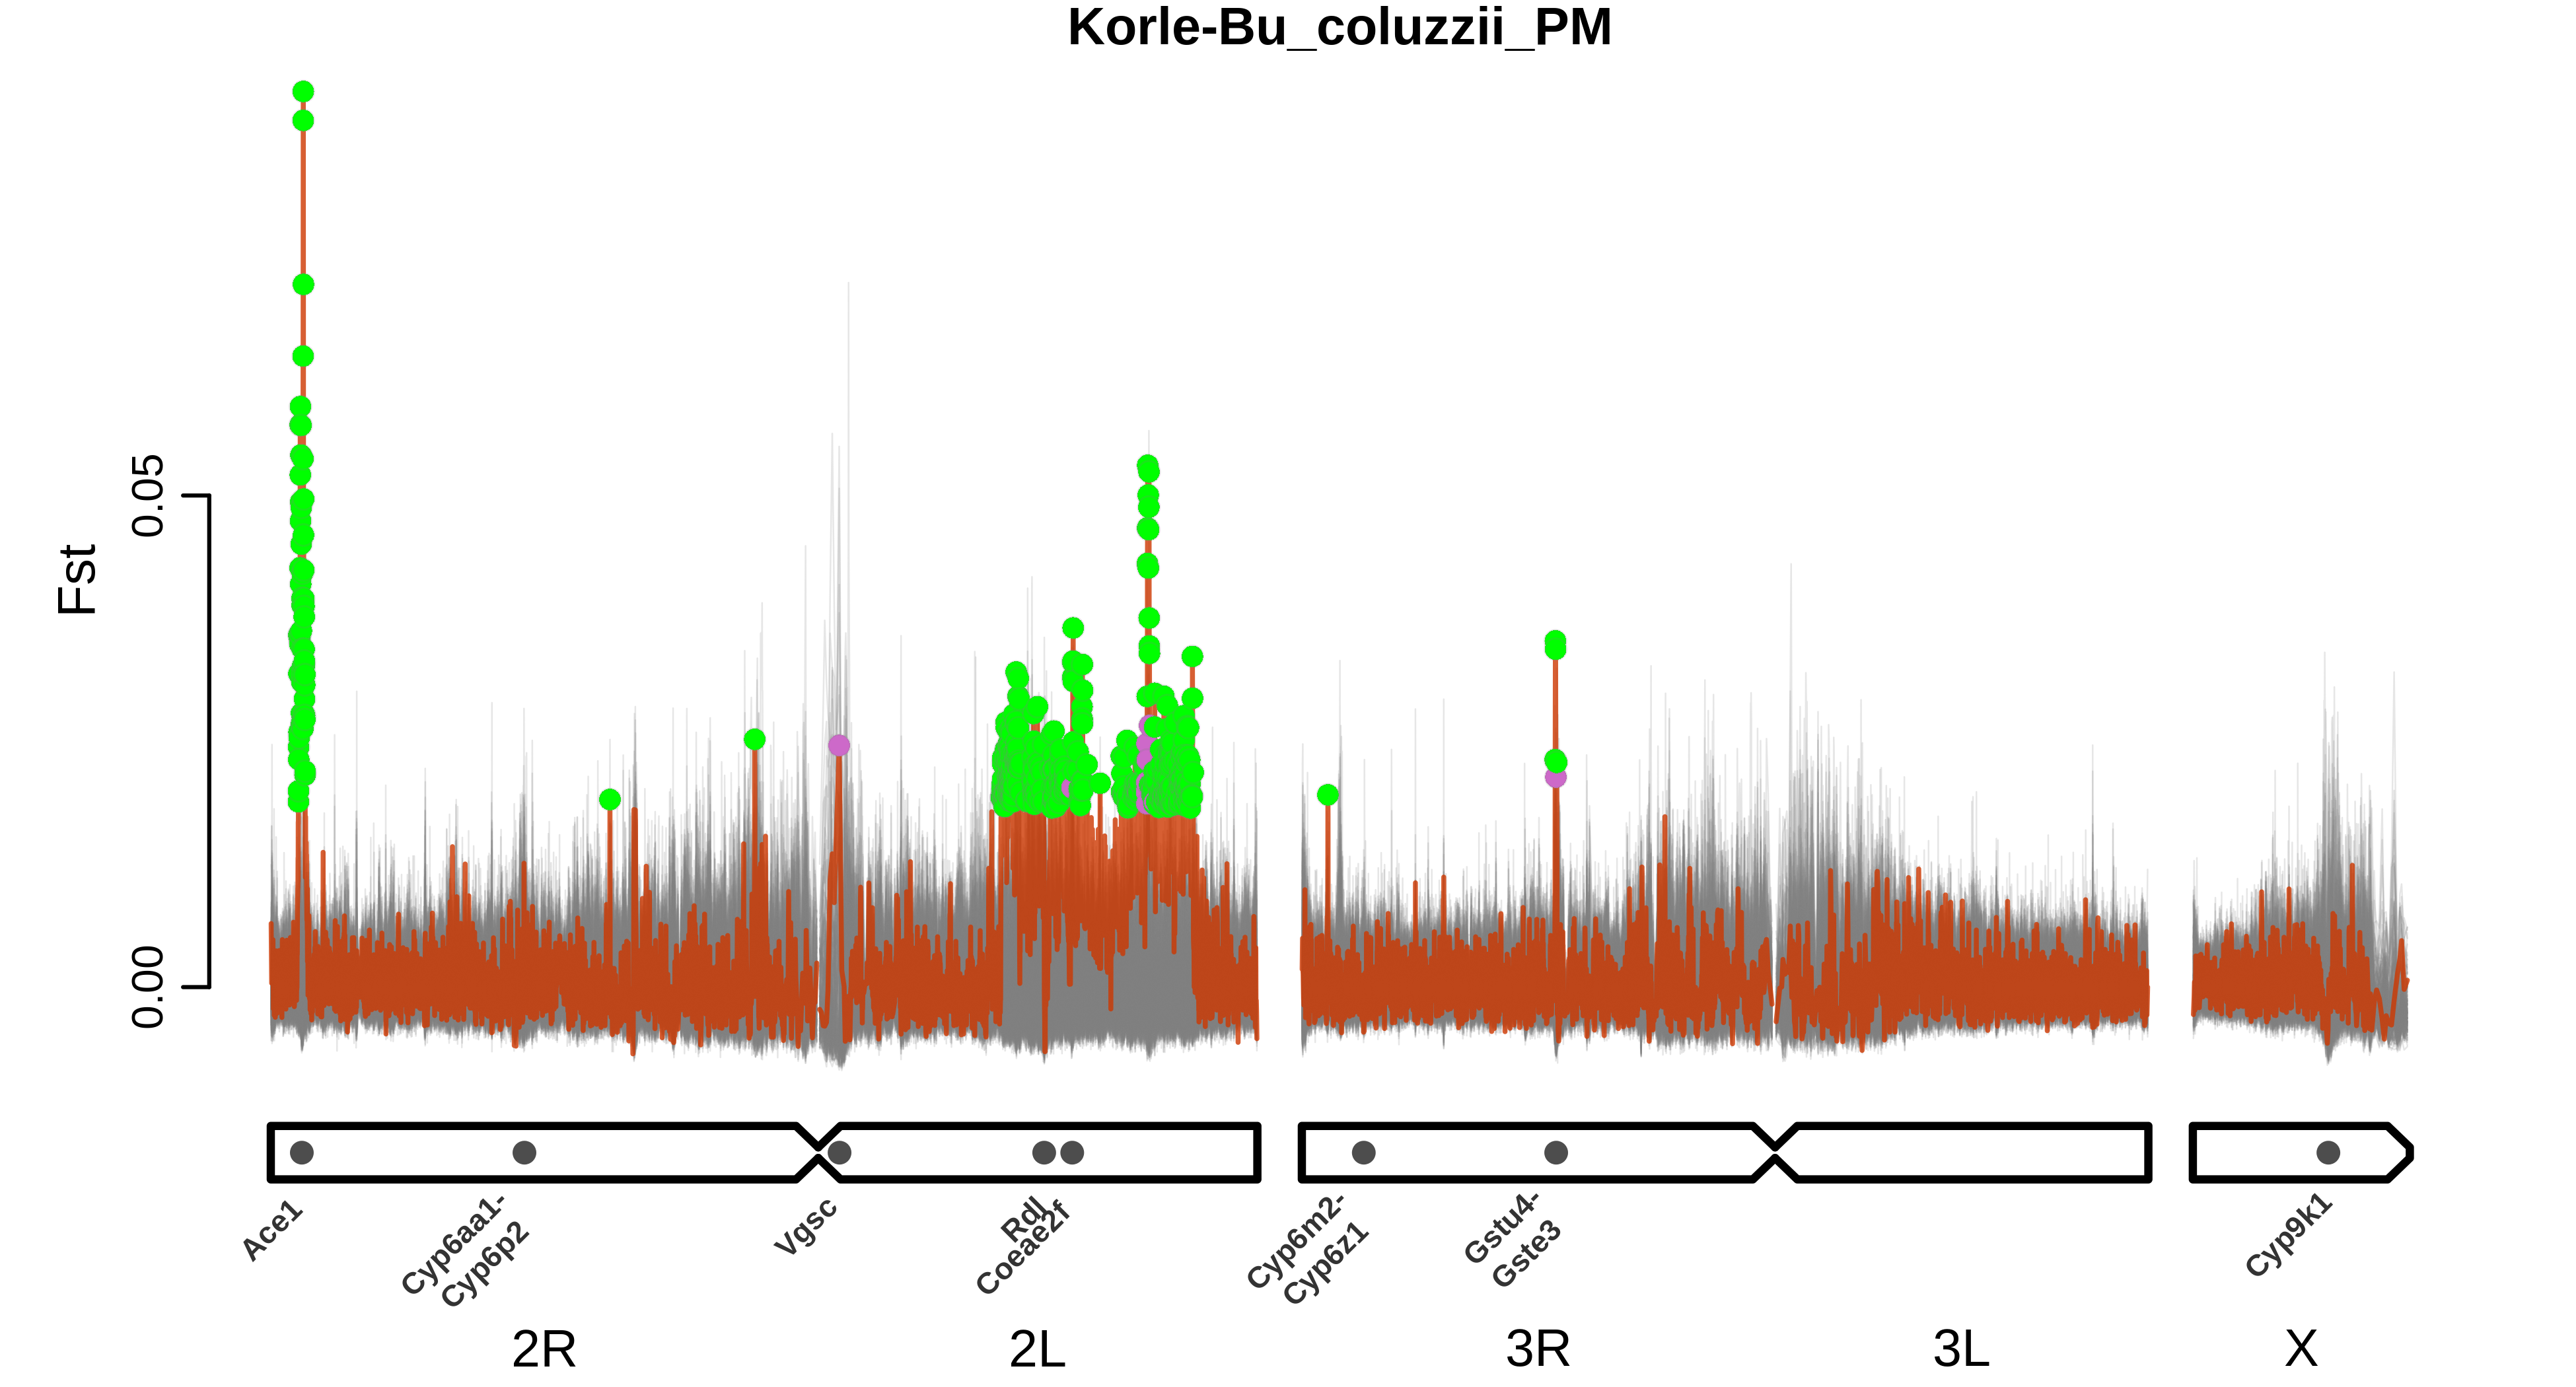 Korle-Bu_coluzzii_PM
Fst
0.05
0.00
Ace1
Cyp6aa1-
Cyp6p2
Vgsc
Rdl
Coeae2f
Cyp6m2-
Cyp6z1
Gstu4-
Gste3
Cyp9k1
2R
2L
3R
3L
X